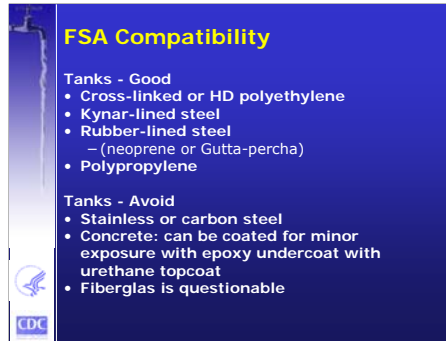 FSA Compatibility
Tanks - Good
• Cross-linked or HD polyethylene
• Kynar-lined steel
• Rubber-lined steel
– (neoprene or Gutta-percha)
• Polypropylene
Tanks - Avoid
• Stainless or carbon steel
• Concrete: can be coated for minor
exposure with epoxy undercoat with
urethane topcoat
• Fiberglas is questionable
CDC